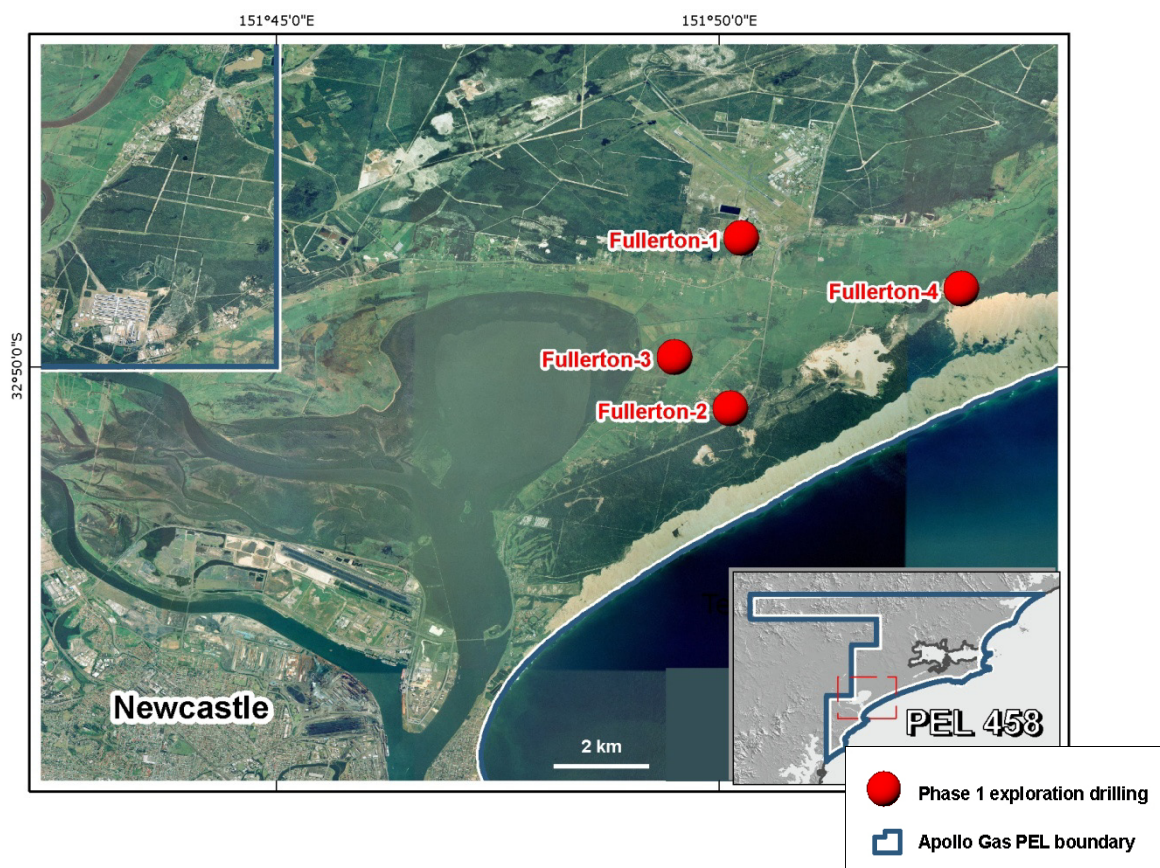 151°45'0"E
151°50'0"E
Fullerton-1
Fullerton-4
32°50'0"S
Fullerton-3
Fullerton-2
Newcastle
2 km
PEL 458
Phase 1 exploration drilling
Apollo Gas PEL boundary